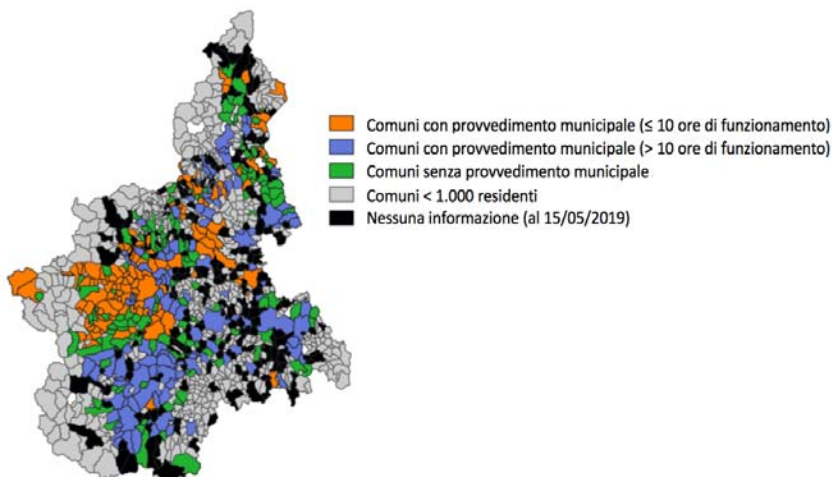 Comuni con provvedimento municipale (≤ 10 ore di funzionamento)
Comuni con provvedimento municipale (> 10 ore di funzionamento)
Comuni senza provvedimento municipale
Comuni < 1.000 residenti
Nessuna informazione (al 15/05/2019)